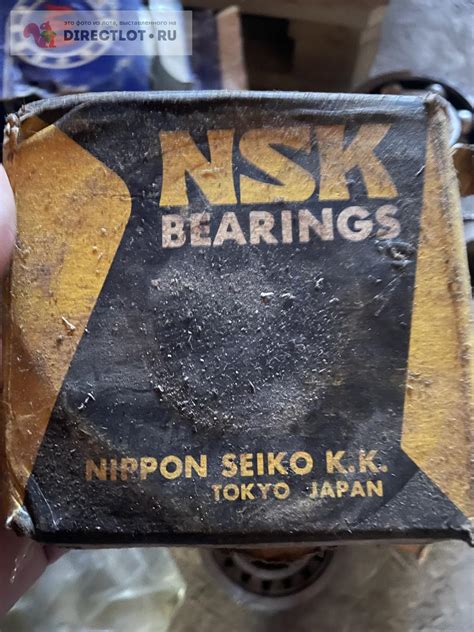 это фото из лота, выставленного на
DIRECTLOT.RU
NSK
BEARINGS
NIPPON SEIKO K.K.
TOKYO JAPAN